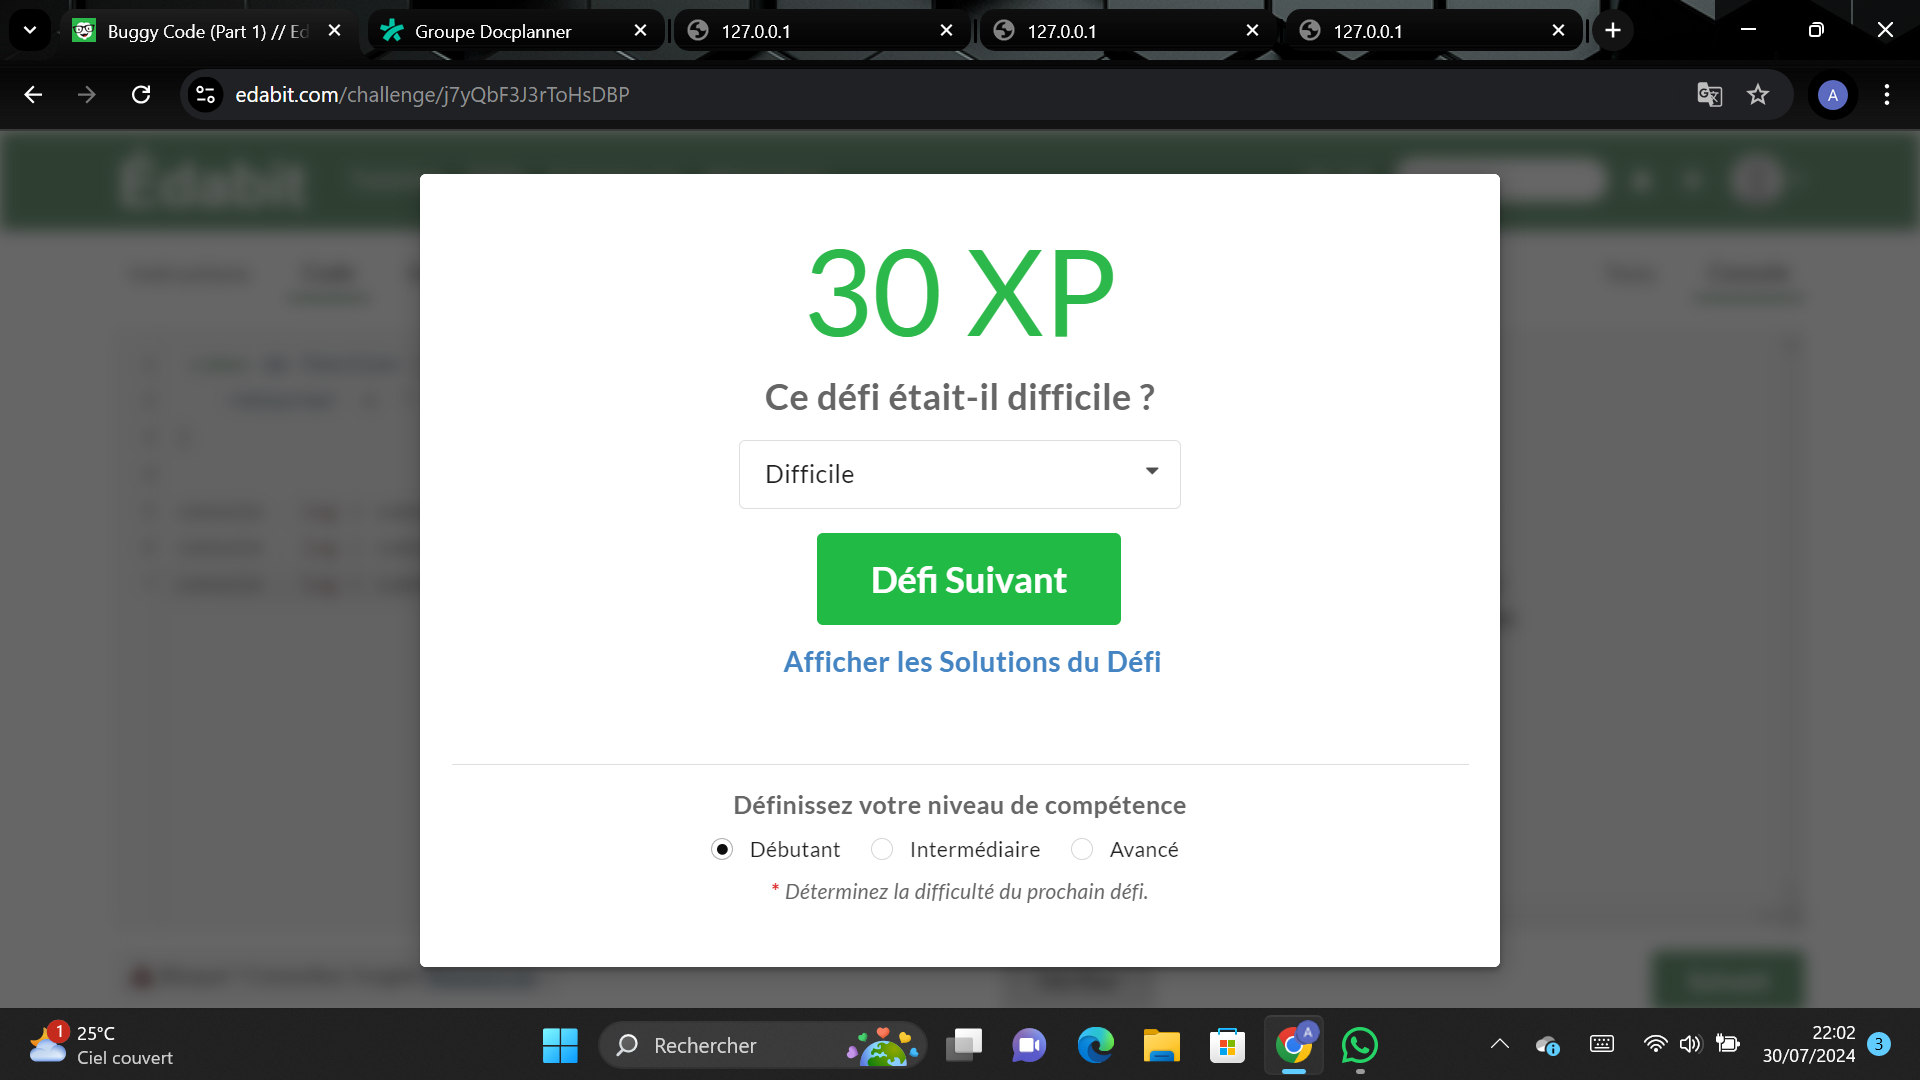 Buggy Code (Part 1) // Ed
Groupe Docplanner
127.0.0.1
127.0.0.1
127.0.0.1
edabit.com/challenge/j7yQbF3J3rToHsDBP
A
Édabit
Code
30 XP
Ce défi était-il difficile ?
Difficile
Défi Suivant
Afficher les Solutions du Défi
Définissez votre niveau de compétence
Débutant Intermédiaire Avancé
* Déterminez la difficulté du prochain défi.
1
25°C
Ciel couvert
Rechercher
A
22:02
30/07/2024
3